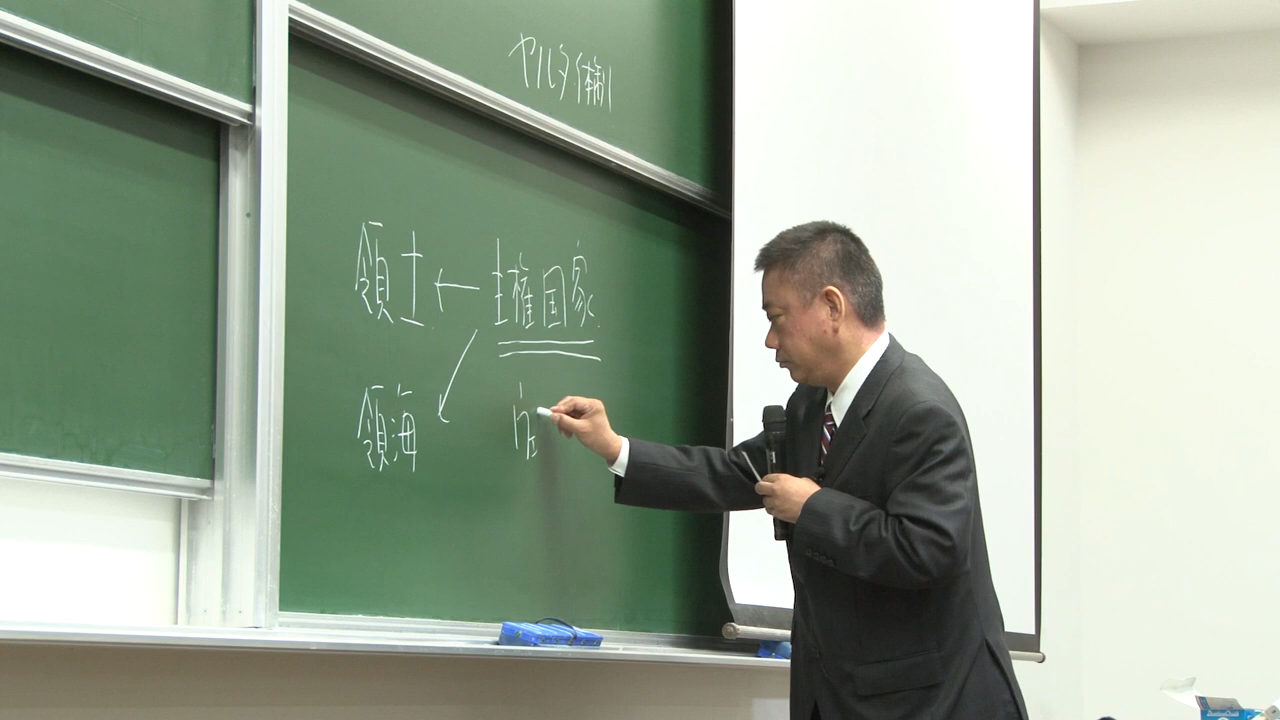 ヤルタ体制
領土 ← 主権国家
領海